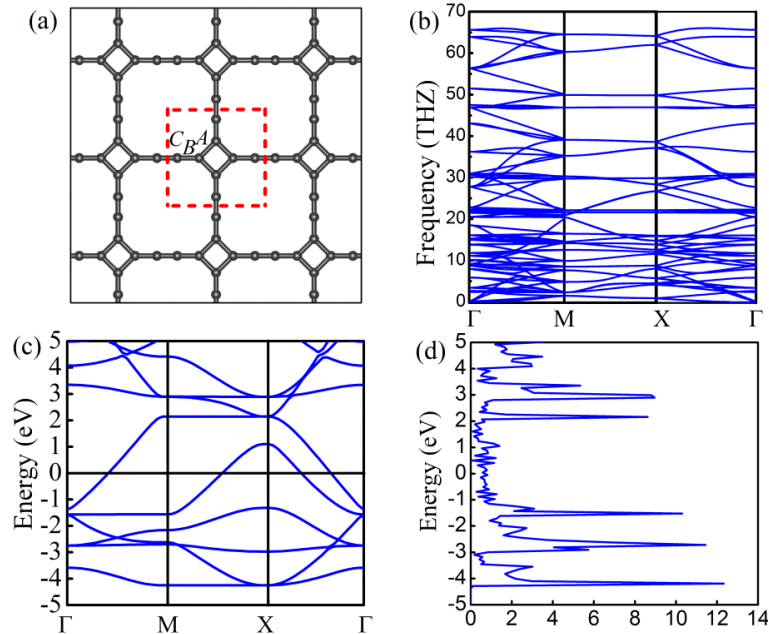 (a)
C B A
(b)
70
60
50
40
30
20
10
0
Frequency (THZ)
Γ M X Γ
(c)
5
4
3
2
1
0
-1
-2
-3
-4
-5
Energy (eV)
Γ M X Γ
(d)
5
4
3
2
1
0
-1
-2
-3
-4
-5
Energy (eV)
0 2 4 6 8 10 12 14